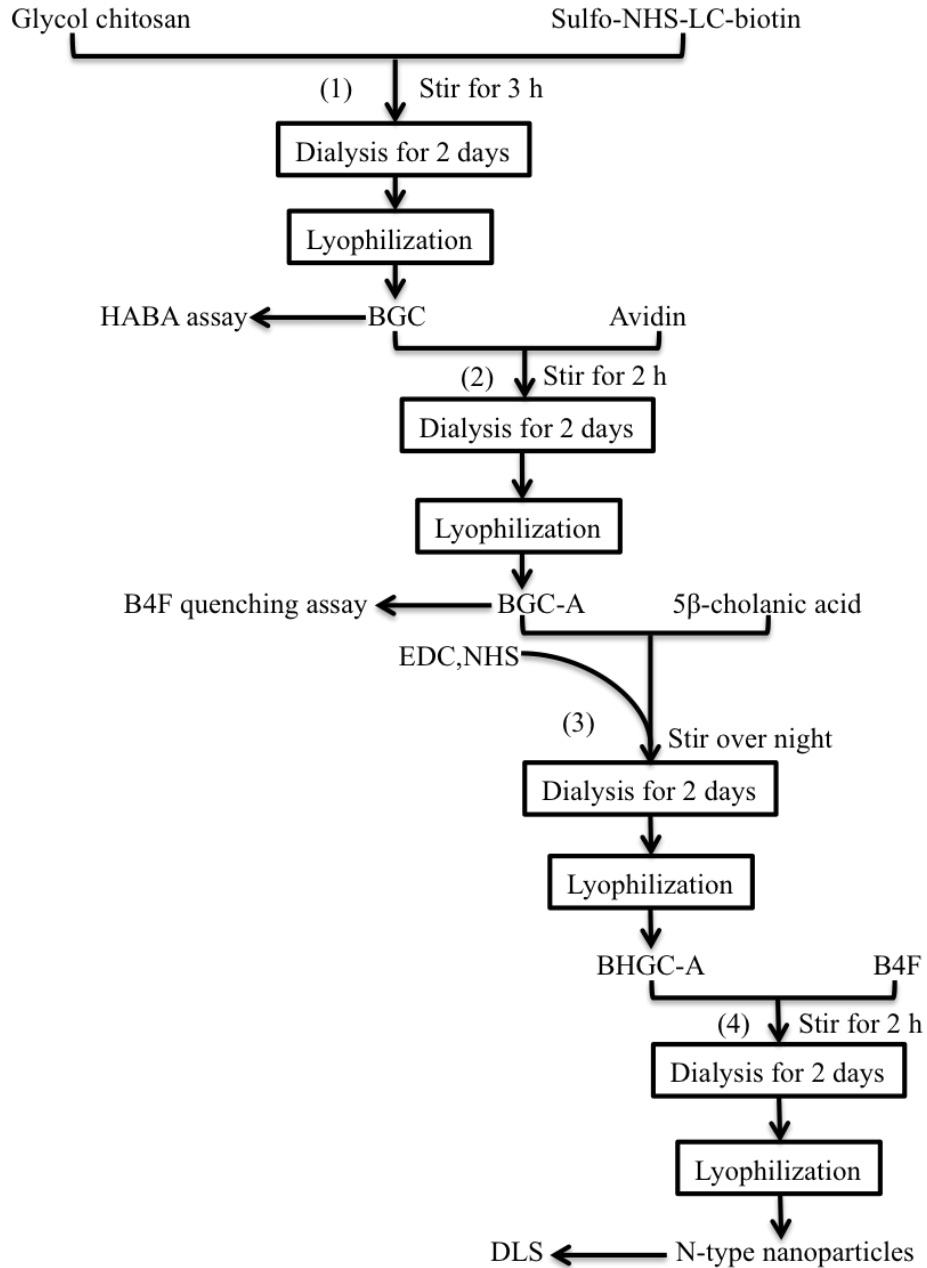 Glycol chitosan
Sulfo-NHS-LC-biotin
(1)
Stir for 3 h
Dialysis for 2 days
Lyophilization
HABA assay
BGC
Avidin
(2)
Stir for 2 h
Dialysis for 2 days
Lyophilization
B4F quenching assay
BGC-A
5β-cholanic acid
EDC,NHS
(3)
Stir over night
Dialysis for 2 days
Lyophilization
BHGC-A
B4F
(4)
Stir for 2 h
Dialysis for 2 days
Lyophilization
DLS
N-type nanoparticles